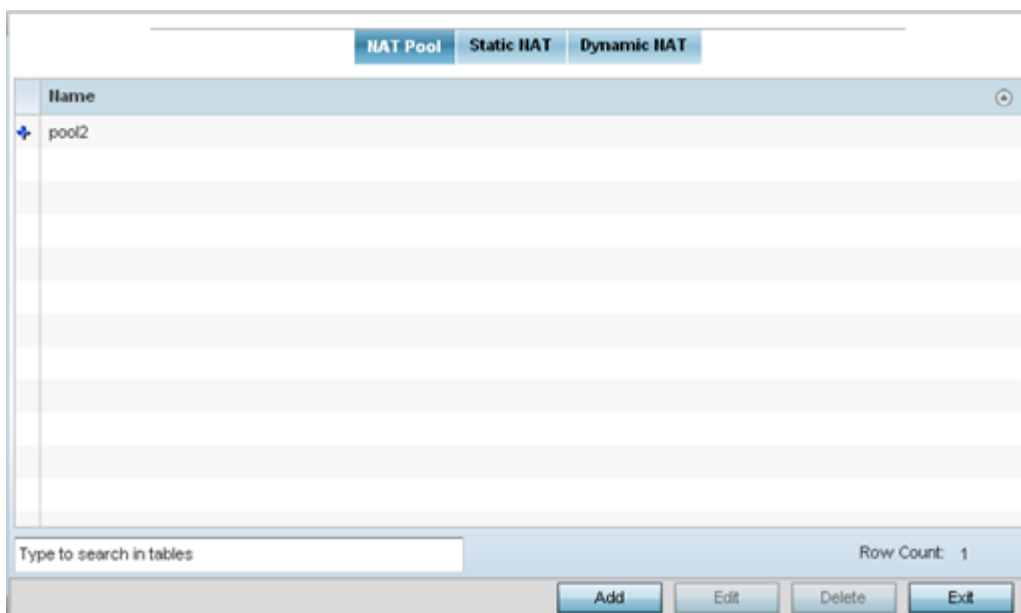 NAT Pool Static NAT Dynamic NAT
Name
pool2
Type to search in tables Row Count: 1
Add Edit Delete Exit